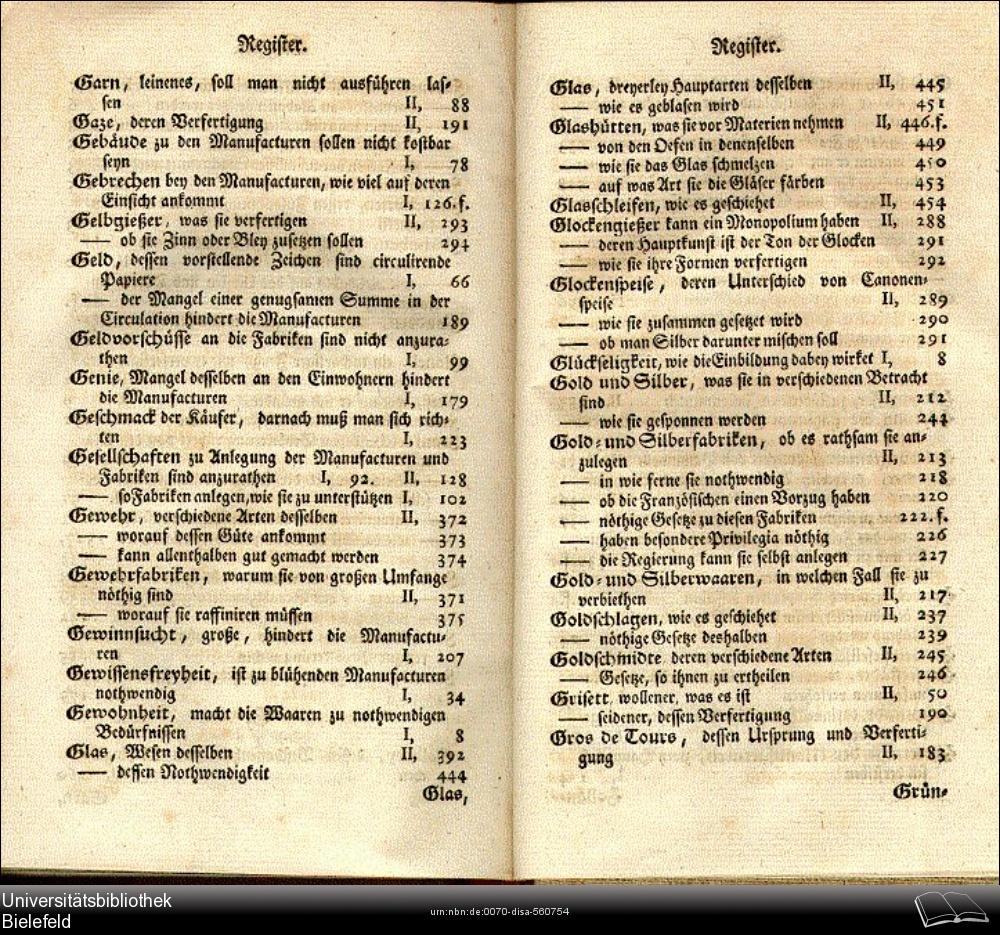 Register.
Garn, leinenes, soll man nicht ausführen las-
sen II, 88
Gaze, deren Verfertigung II, 191
Gebäude zu den Manufacturen sollen nicht kostbar
seyn I, 78
Gebrechen bey den Manufacturen, wie viel auf deren
Einsicht ankommt I, 126.f.
Gelbgießer, was sie verfertigen II, 293
— ob sie Zinn oder Bley zusetzen sollen 294
Geld, dessen vorstellende Zeichen sind circulirende
Papiere I, 66
— der Mangel einer genugsamen Summe in der
Circulation hindert die Manufacturen 189
Geldvorschüsse an die Fabriken sind nicht anzura-
then I, 99
Genie, Mangel desselben an den Einwohnern hindert
die Manufacturen I, 179
Geschmack der Käufer, darnach muß man sich rich-
ten I, 223
Gesellschaften zu Anlegung der Manufacturen und
Fabriken sind anzurathen I, 92. II, 128
— so Fabriken anlegen, wie sie zu unterstützen I, 102
Gewehr, verschiedene Arten desselben II, 372
— worauf dessen Güte ankommt 373
— kann allenthalben gut gemacht werden 374
Gewehrfabriken, warum sie von großen Umfange
nöthig sind II, 371
— worauf sie raffiniren müssen 375
Gewinnsucht, große, hindert die Manufactu-
ren I, 207
Gewissensfreyheit, ist zu blühenden Manufacturen
nothwendig I, 34
Gewohnheit, macht die Waaren zu nothwendigen
Bedürfnissen I, 8
Glas, Wesen desselben II, 392
— dessen Nothwendigkeit 444
Glas,
Register.
Glas, dreyerley Hauptarten desselben II, 445
— wie es geblasen wird 451
Glashütten, was sie vor Materien nehmen II, 446.f.
— von den Oefen in denenselben 449
— wie sie das Glas schmelzen 450
— auf was Art sie die Gläser färben 453
Glasschleifen, wie es geschiehet II, 454
Glockengießer kann ein Monopolium haben II, 288
— deren Hauptkunst ist der Ton der Glocken 291
— wie sie ihre Formen verfertigen 292
Glockenspeise, deren Unterschied von Canonen-
speise II, 289
— wie sie zusammen gesetzet wird 290
— ob man Silber darunter mischen soll 291
Glückseligkeit, wie die Einbildung dabey wirket I, 8
Gold und Silber, was sie in verschiedenen Betracht
sind II, 212
— wie sie gesponnen werden 244
Gold- und Silberfabriken, ob es rathsam sie an-
zulegen II, 213
— in wie ferne sie nothwendig 218
— ob die Französischen einen Vorzug haben 220
— nöthige Gesetze zu diesen Fabriken 222.f.
— haben besondere Privilegia nöthig 226
— die Regierung kann sie selbst anlegen 227
Gold- und Silberwaaren, in welchen Fall sie zu
verbiethen II, 217
Goldschlagen, wie es geschiehet II, 237
— nöthige Gesetze deshalben 239
Goldschmidte deren verschiedene Arten II, 245
— Gesetze, so ihnen zu ertheilen 246
Grisett, wollener, was es ist II, 50
— seidener, dessen Verfertigung 190
Gros de Tours, dessen Ursprung und Verferti-
gung II, 183
Grün-
Universitätsbibliothek
Bielefeld
urn:nbn:de:0070-disa-560754